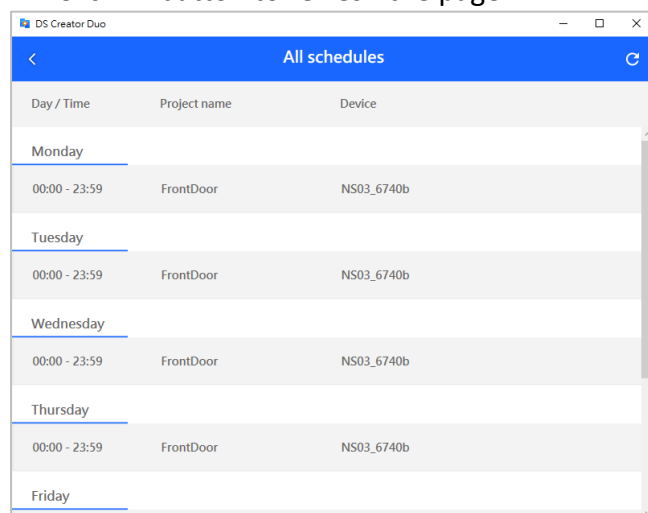 DS Creator Duo
All schedules
Day / Time Project name Device
Monday
00:00 - 23:59 FrontDoor NS03_6740b
Tuesday
00:00 - 23:59 FrontDoor NS03_6740b
Wednesday
00:00 - 23:59 FrontDoor NS03_6740b
Thursday
00:00 - 23:59 FrontDoor NS03_6740b
Friday